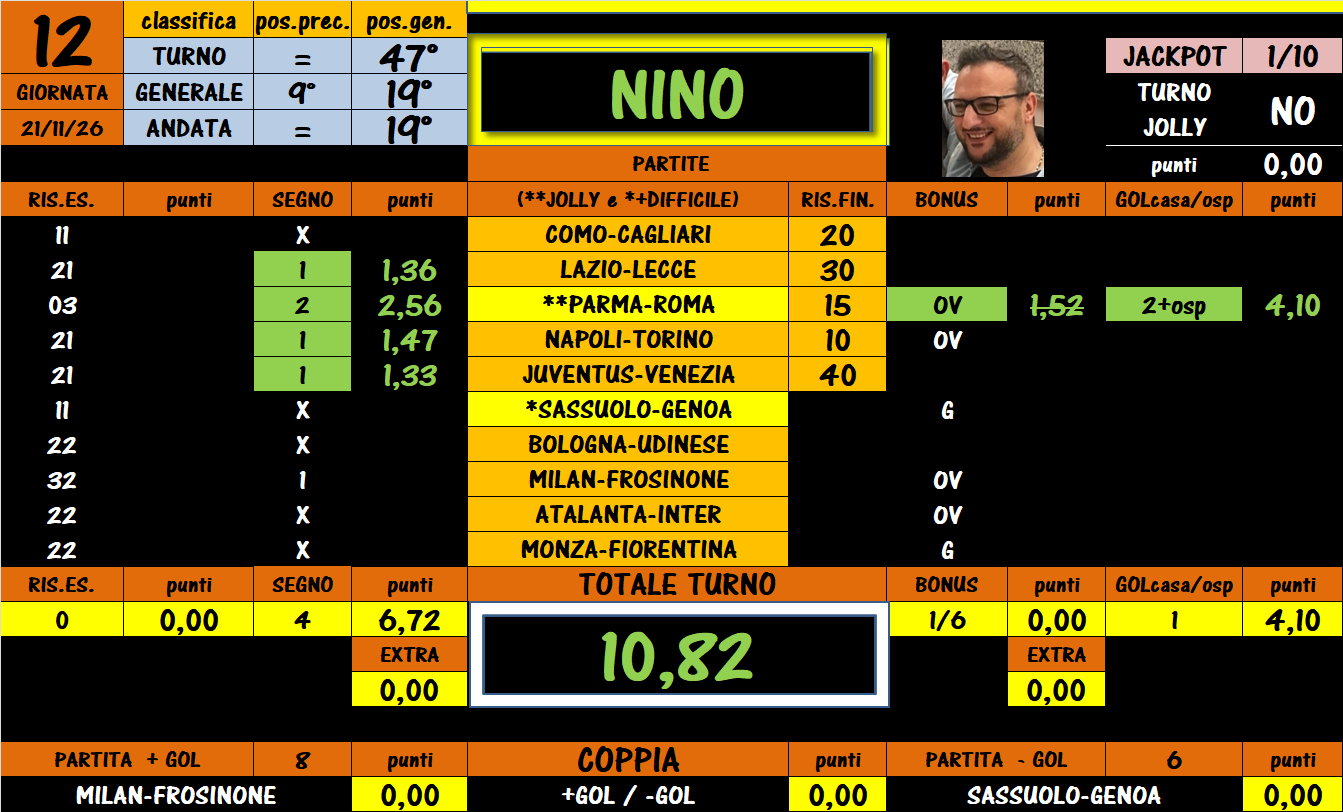 12 classifica pos.prec. pos.gen.
TURNO = 47°
NINO
JACKPOT 1/10
GIORNATA GENERALE 9° 19°
TURNO JOLLY NO
21/11/26 ANDATA = 19°
PARTITE
punti 0,00
RIS.ES. punti SEGNO punti (**JOLLY e *+DIFFICILE) RIS.FIN. BONUS punti GOLcasa/osp punti
11 X COMO-CAGLIARI 20
21 1 1,36 LAZIO-LECCE 30
03 2 2,56 **PARMA-ROMA 15 OV 1,52 2+osp 4,10
21 1 1,47 NAPOLI-TORINO 10 OV
21 1 1,33 JUVENTUS-VENEZIA 40
11 X *SASSUOLO-GENOA G
22 X BOLOGNA-UDINESE
32 1 MILAN-FROSINONE OV
22 X ATALANTA-INTER OV
22 X MONZA-FIORENTINA G
RIS.ES. punti SEGNO punti TOTALE TURNO BONUS punti GOLcasa/osp punti
0 0,00 4 6,72 10,82 1/6 0,00 1 4,10
EXTRA EXTRA
0,00 0,00
PARTITA + GOL 8 punti COPPIA punti PARTITA - GOL 6 punti
MILAN-FROSINONE 0,00 +GOL / -GOL 0,00 SASSUOLO-GENOA 0,00